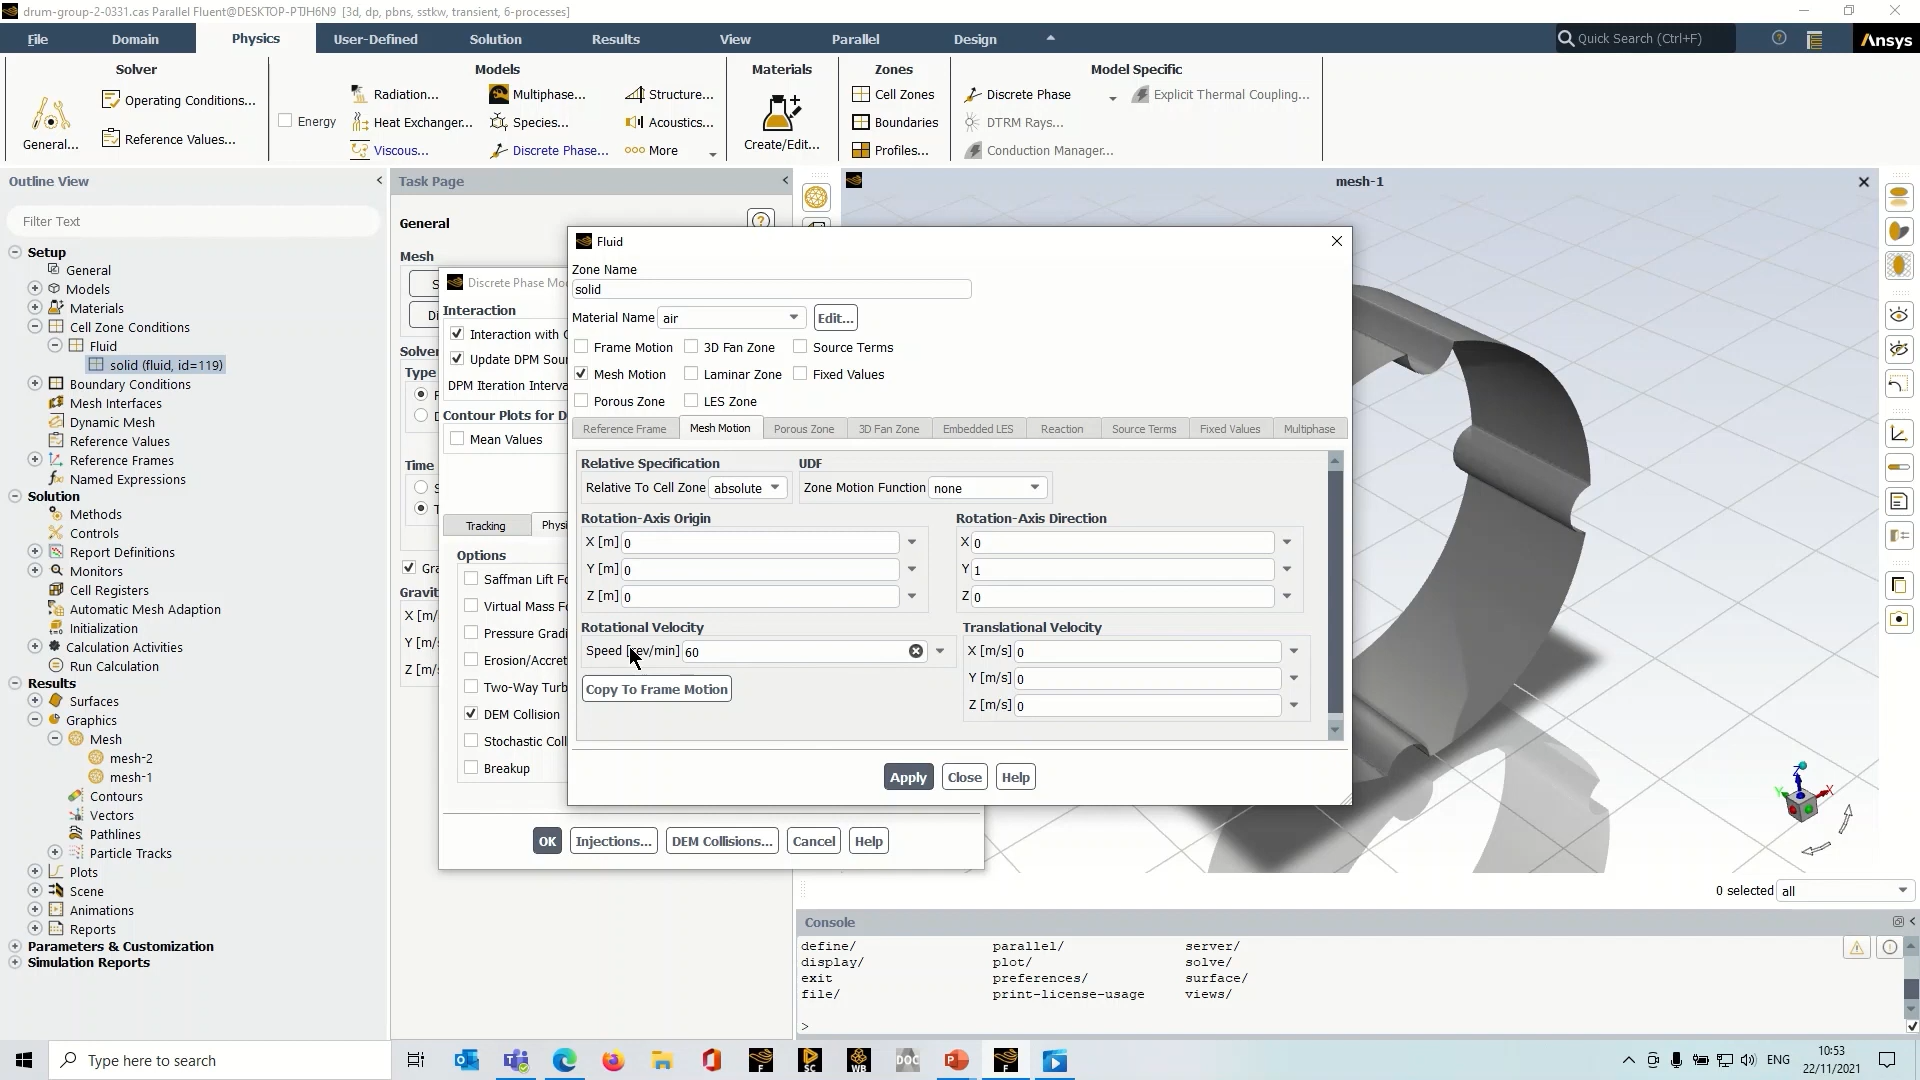 drum-group-2-0331.cas Parallel Fluent@DESKTOP-PTJH6N9 [3d, dp, pbns, sstkw, transient, 6-processes]
File Domain Physics User-Defined Solution Results View Parallel Design Quick Search (Ctrl+F) Ansys
Solver Models Materials Zones Model Specific
General... Operating Conditions... Reference Values...
Energy Radiation... Heat Exchanger... Viscous...
Multiphase... Species... Discrete Phase...
Structure... Acoustics... More
Create/Edit...
Cell Zones Boundaries Profiles...
Discrete Phase DTRM Rays... Conduction Manager... Explicit Thermal Coupling...
Outline View
Filter Text
Setup
General
Models
Materials
Cell Zone Conditions
Fluid
solid (fluid, id=119)
Boundary Conditions
Mesh Interfaces
Dynamic Mesh
Reference Values
Reference Frames
Named Expressions
Solution
Methods
Controls
Report Definitions
Monitors
Cell Registers
Automatic Mesh Adaption
Initialization
Calculation Activities
Run Calculation
Results
Surfaces
Graphics
Mesh
mesh-2
mesh-1
Contours
Vectors
Pathlines
Particle Tracks
Plots
Scene
Animations
Reports
Parameters & Customization
Simulation Reports
Task Page
General
Mesh
S
Di
Solver
Type
Time
Gra
Gravit
X [m/
Y [m/
Z [m/
Discrete Phase Mo
Interaction
Interaction with C
Update DPM Sou
DPM Iteration Interva
Contour Plots for D
Mean Values
Tracking Physi
Options
Saffman Lift Fo
Virtual Mass Fo
Pressure Gradi
Erosion/Accret
Two-Way Turb
DEM Collision
Stochastic Coll
Breakup
OK Injections... DEM Collisions... Cancel Help
Fluid
Zone Name
solid
Material Name air Edit...
Frame Motion 3D Fan Zone Source Terms
Mesh Motion Laminar Zone Fixed Values
Porous Zone LES Zone
Reference Frame Mesh Motion Porous Zone 3D Fan Zone Embedded LES Reaction Source Terms Fixed Values Multiphase
Relative Specification UDF
Relative To Cell Zone absolute Zone Motion Function none
Rotation-Axis Origin Rotation-Axis Direction
X [m] 0 X 0
Y [m] 0 Y 1
Z [m] 0 Z 0
Rotational Velocity Translational Velocity
Speed [rev/min] 60 X [m/s] 0
Copy To Frame Motion Y [m/s] 0
Z [m/s] 0
Apply Close Help
mesh-1
Z
Y X
0 selected all
Console
define/ parallel/ server/
display/ plot/ solve/
exit preferences/ surface/
file/ print-license-usage views/
>
Type here to search
DOC
ENG 10:53
22/11/2021